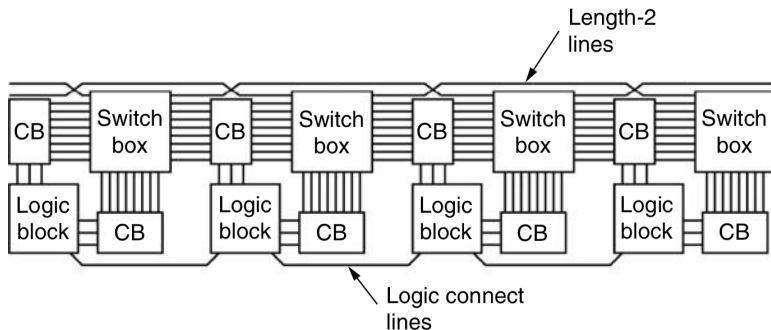 Length-2
lines
CB
Switch
box
CB
Switch
box
CB
Switch
box
CB
Switch
box
Logic
block
CB
Logic
block
CB
Logic
block
CB
Logic
block
CB
Logic connect
lines